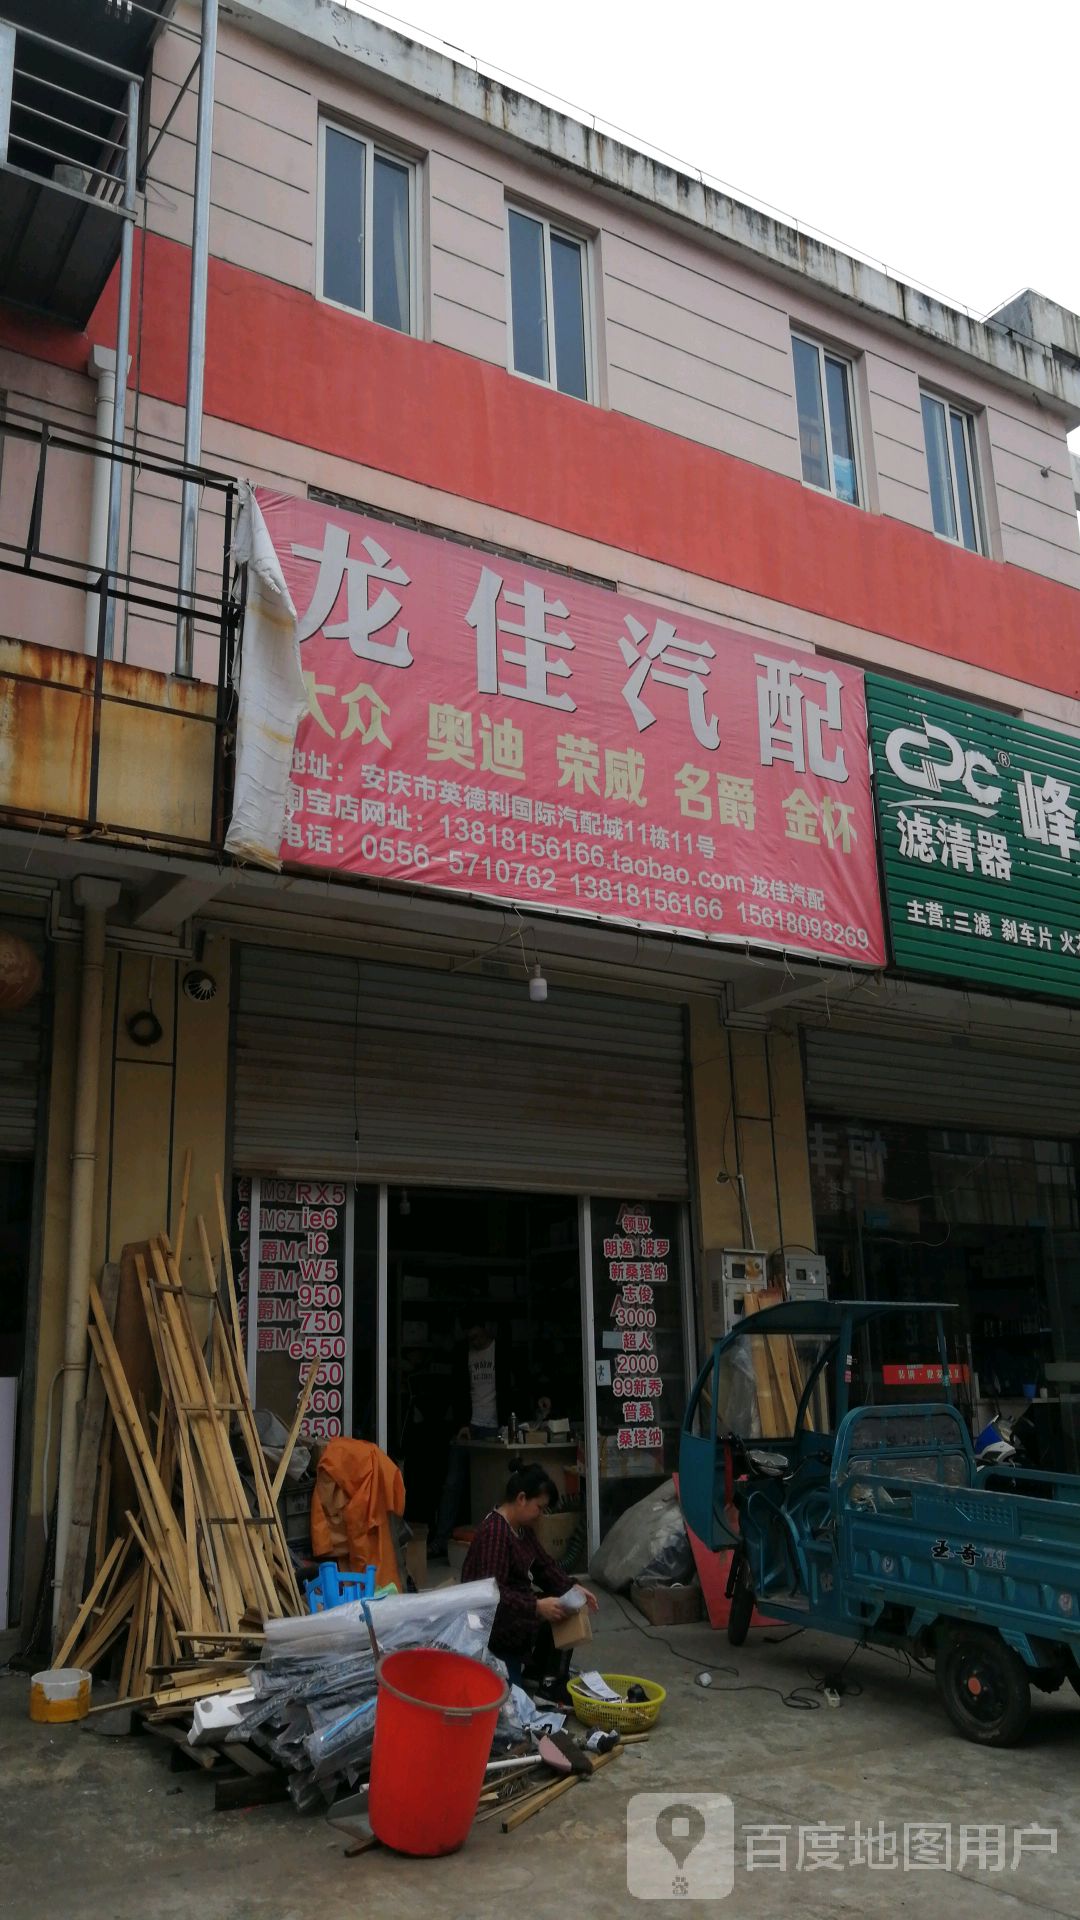 龙佳汽配
大众 奥迪 荣威 名爵 金杯
地址：安庆市英德利国际汽配城11栋11号
淘宝店网址：13818156166.taobao.com 龙佳汽配
电话：0556-5710762 13818156166 15618093269
CPC® 峰
滤清器
主营：三滤 刹车片
RX5
ie6
i6
W5
950
750
e550
550
360
350
领驭
朗逸 波罗
新桑塔纳
志俊
3000
超人
2000
99新秀
普桑
桑塔纳
王奇
百度地图用户